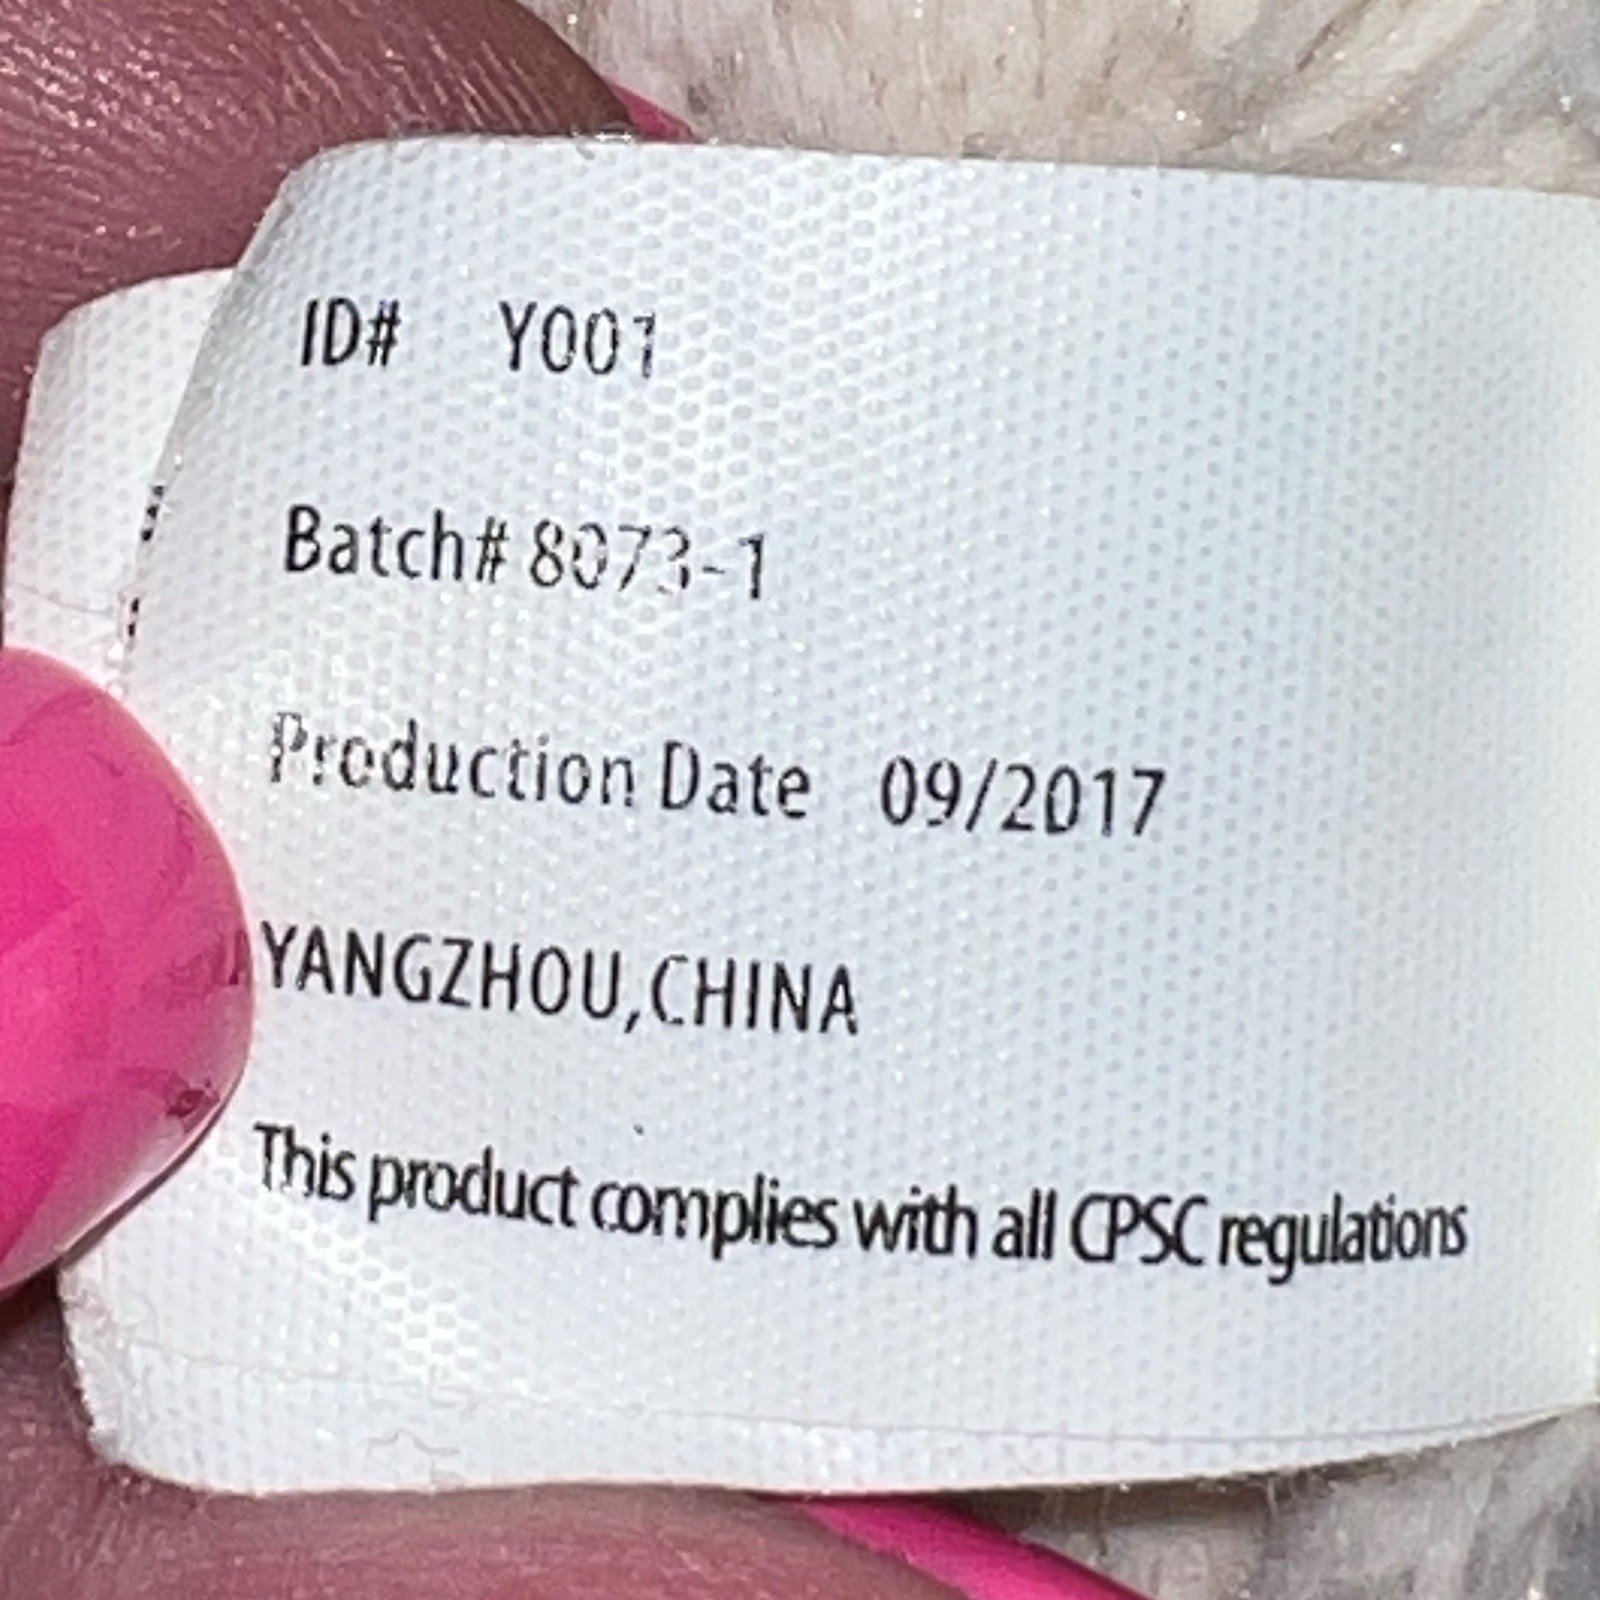 ID# Y001
Batch# 8073-1
Production Date 09/2017
YANGZHOU,CHINA
This product complies with all CPSC regulations